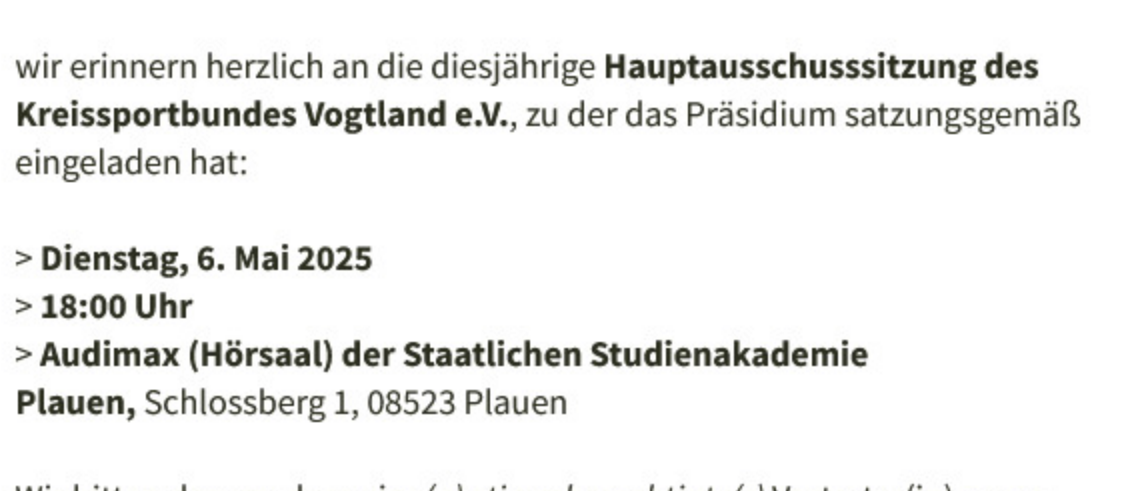 wir erinnern herzlich an die diesjährige Hauptausschusssitzung des
Kreissportbundes Vogtland e.V., zu der das Präsidium satzungsgemäß
eingeladen hat:
> Dienstag, 6. Mai 2025
> 18:00 Uhr
> Audimax (Hörsaal) der Staatlichen Studienakademie
Plauen, Schlossberg 1, 08523 Plauen